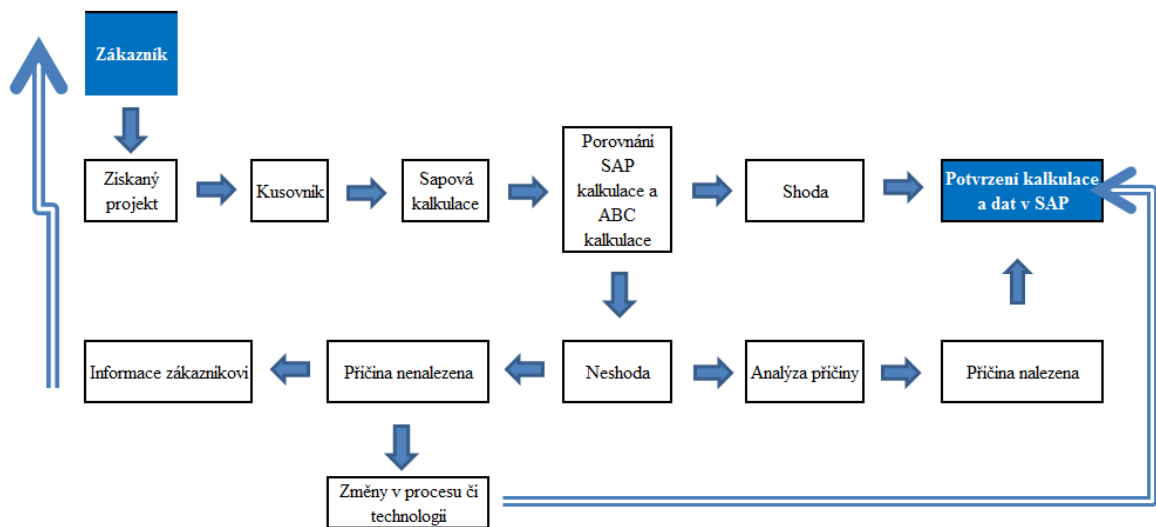 Zákazník
Získaný
projekt
Kusovník
Sapová
kalkulace
Porovnání
SAP
kalkulace a
ABC
kalkulace
Shoda
Potvrzení kalkulace
a dat v SAP
Informace zákazníkovi
Příčina nenalezena
Neshoda
Analýza příčiny
Příčina nalezena
Změny v procesu či
technologii